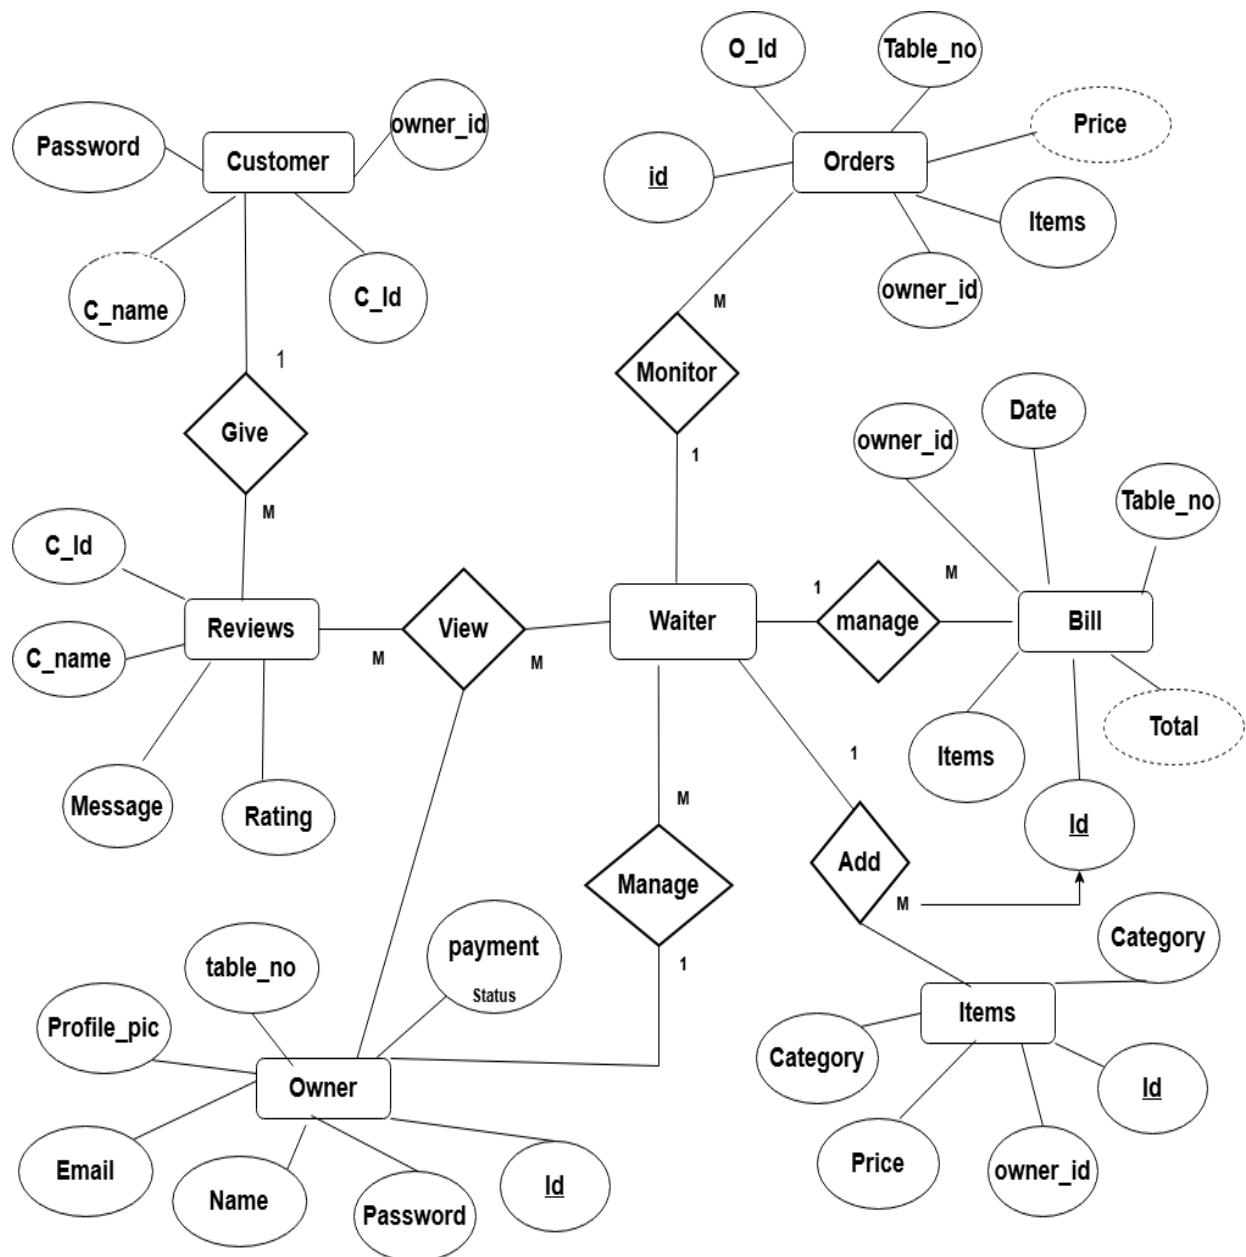 O_Id
Table_no
Price
owner_id
Password
Customer
Orders
id
Items
C_name
C_Id
owner_id
M
Monitor
1
Give
1
M
Date
owner_id
Table_no
C_Id
Reviews
C_name
Message
Rating
M
View
M
Waiter
1
manage
M
Bill
Items
Total
Id
1
Add
M
M
Manage
1
payment
Status
table_no
Profile_pic
Owner
Email
Name
Password
Id
Category
Items
Category
Id
Price
owner_id